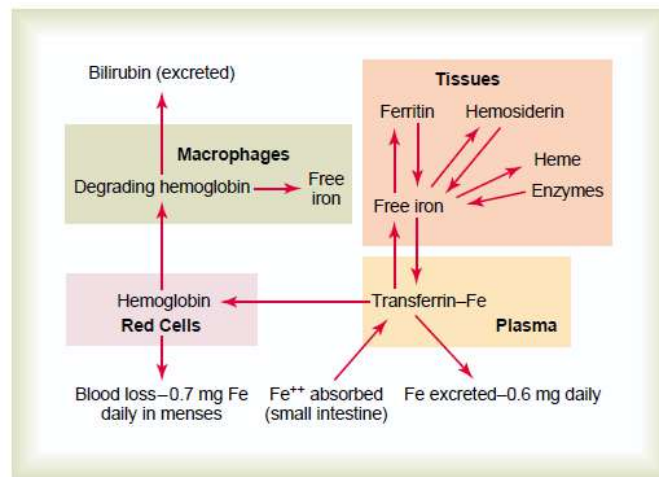 Bilirubin (excreted)
Macrophages
Degrading hemoglobin
Free
iron
Tissues
Ferritin
Hemosiderin
Heme
Enzymes
Free iron
Hemoglobin
Red Cells
Transferrin–Fe
Plasma
Blood loss–0.7 mg Fe
daily in menses
Fe++ absorbed
(small intestine)
Fe excreted–0.6 mg daily